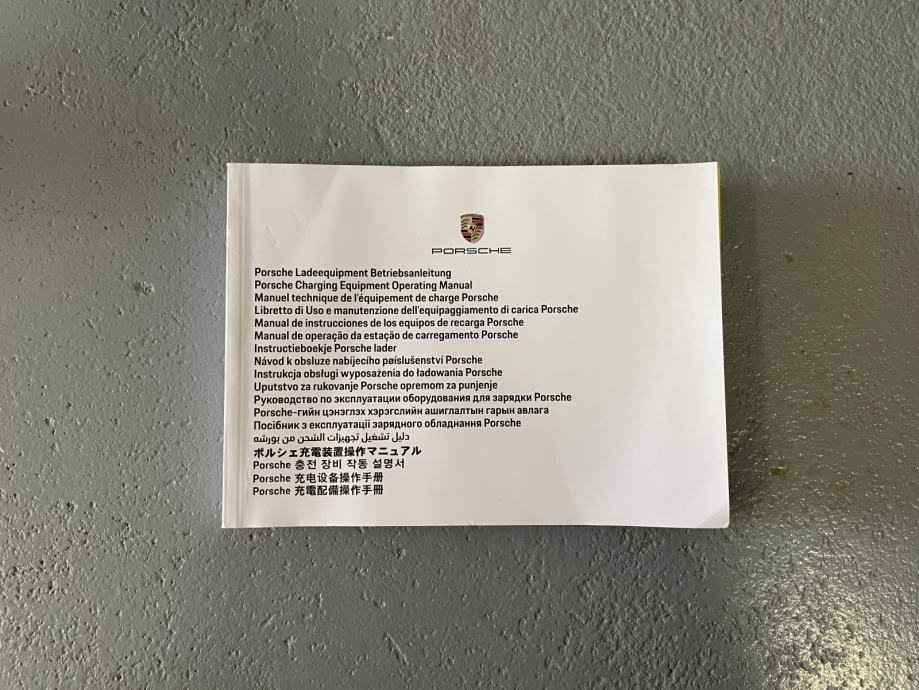 PORSCHE
Porsche Ladeequipment Betriebsanleitung
Porsche Charging Equipment Operating Manual
Manuel technique de l'équipement de charge Porsche
Libretto di Uso e manutenzione dell'equipaggiamento di carica Porsche
Manual de instrucciones de los equipos de recarga Porsche
Manual de operação da estação de carregamento Porsche
Instructieboekje Porsche lader
Návod k obsluze nabíjecího pøíslušenství Porsche
Instrukcja obsługi wyposażenia do ładowania Porsche
Uputstvo za rukovanje Porsche opremom za punjenje
Руководство по эксплуатации оборудования для зарядки Porsche
Porsche-гийн цэнэглэх хэрэгслийн ашиглалтын гарын авлага
Посібник з експлуатації зарядного обладнання Porsche
دليل تشغيل تجهيزات الشحن من بورشه
ポルシェ充電装置操作マニュアル
Porsche 충전 장비 작동 설명서
Porsche 充电设备操作手册
Porsche 充電配備操作手冊